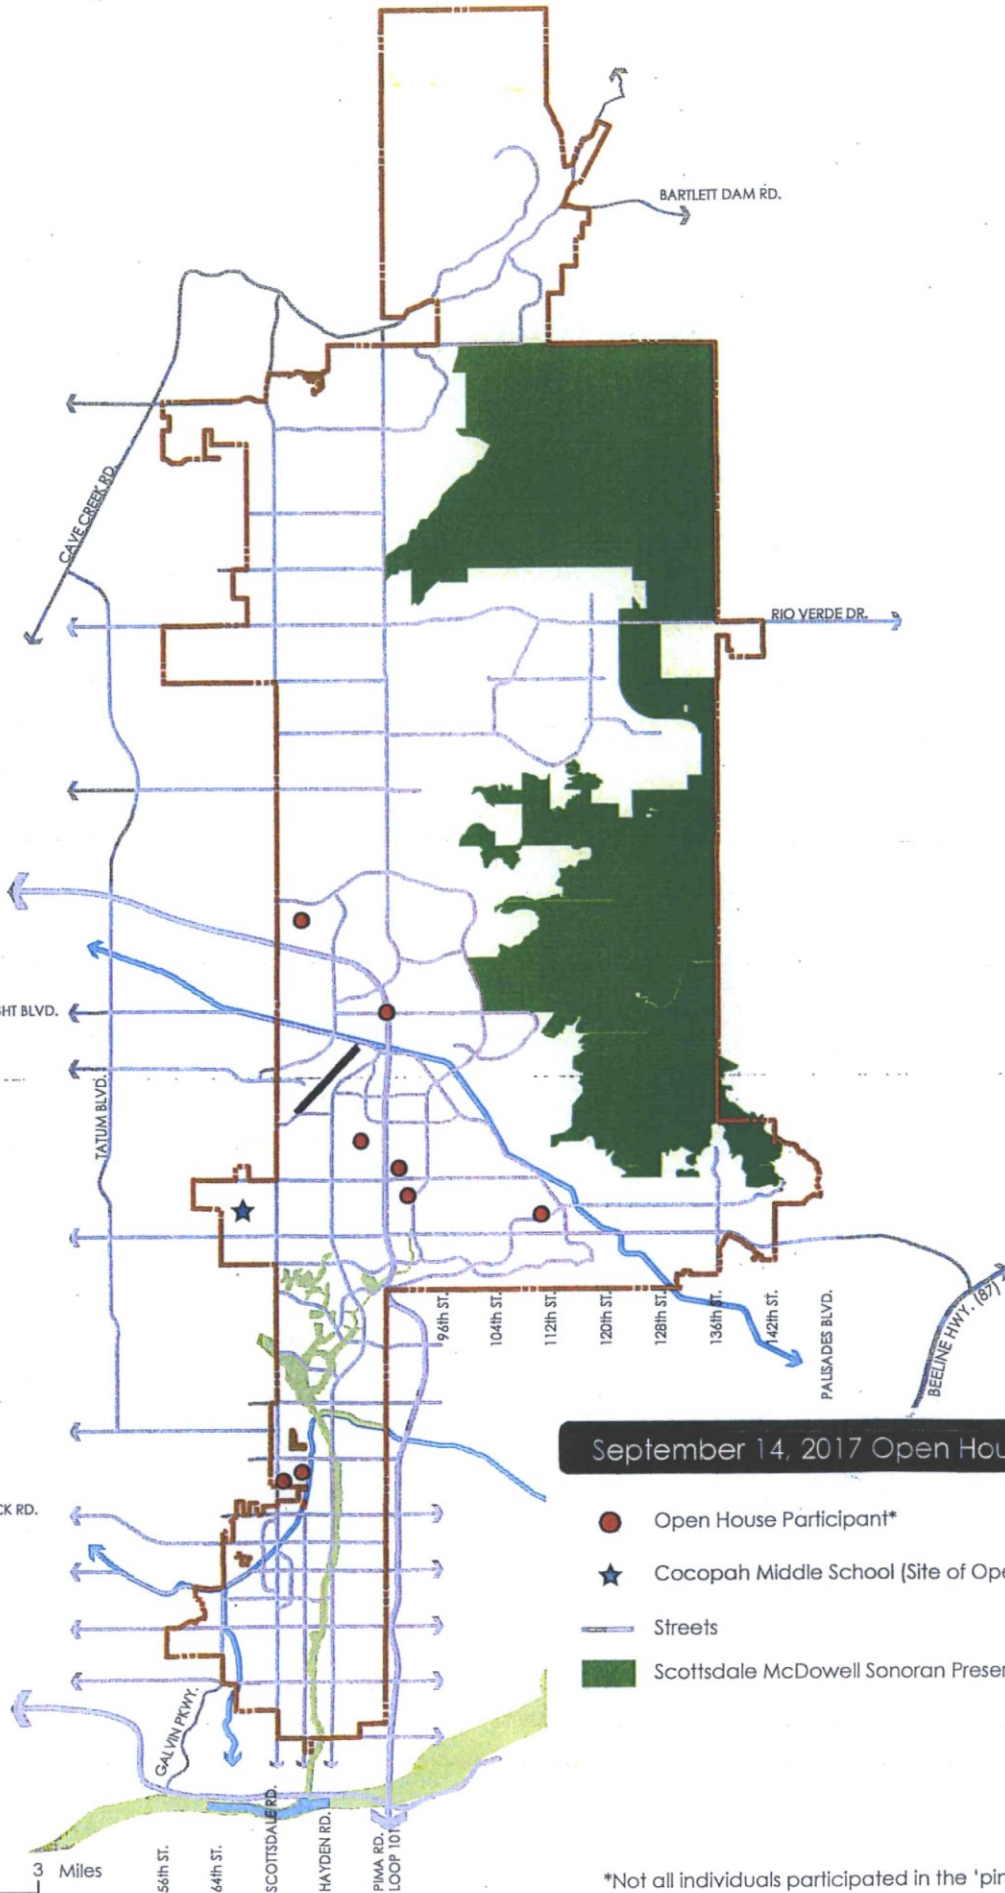 BARTLETT DAM RD.
CAVE CREEK RD.
RIO VERDE DR.
HT BLVD.
TATUM BLVD.
96th ST.
104th ST.
112th ST.
120th ST.
128th ST.
136th ST.
142th ST.
PALISADES BLVD.
BEELINE HWY. (87)
September 14, 2017 Open Hou
CK RD.
Open House Participant*
Cocopah Middle School (Site of Ope
Streets
Scottsdale McDowell Sonoran Preser
GALVIN PKWY.
3 Miles
56th ST.
64th ST.
SCOTTSDALE RD.
HAYDEN RD.
PIMA RD.
LOOP 101
*Not all individuals participated in the 'pin